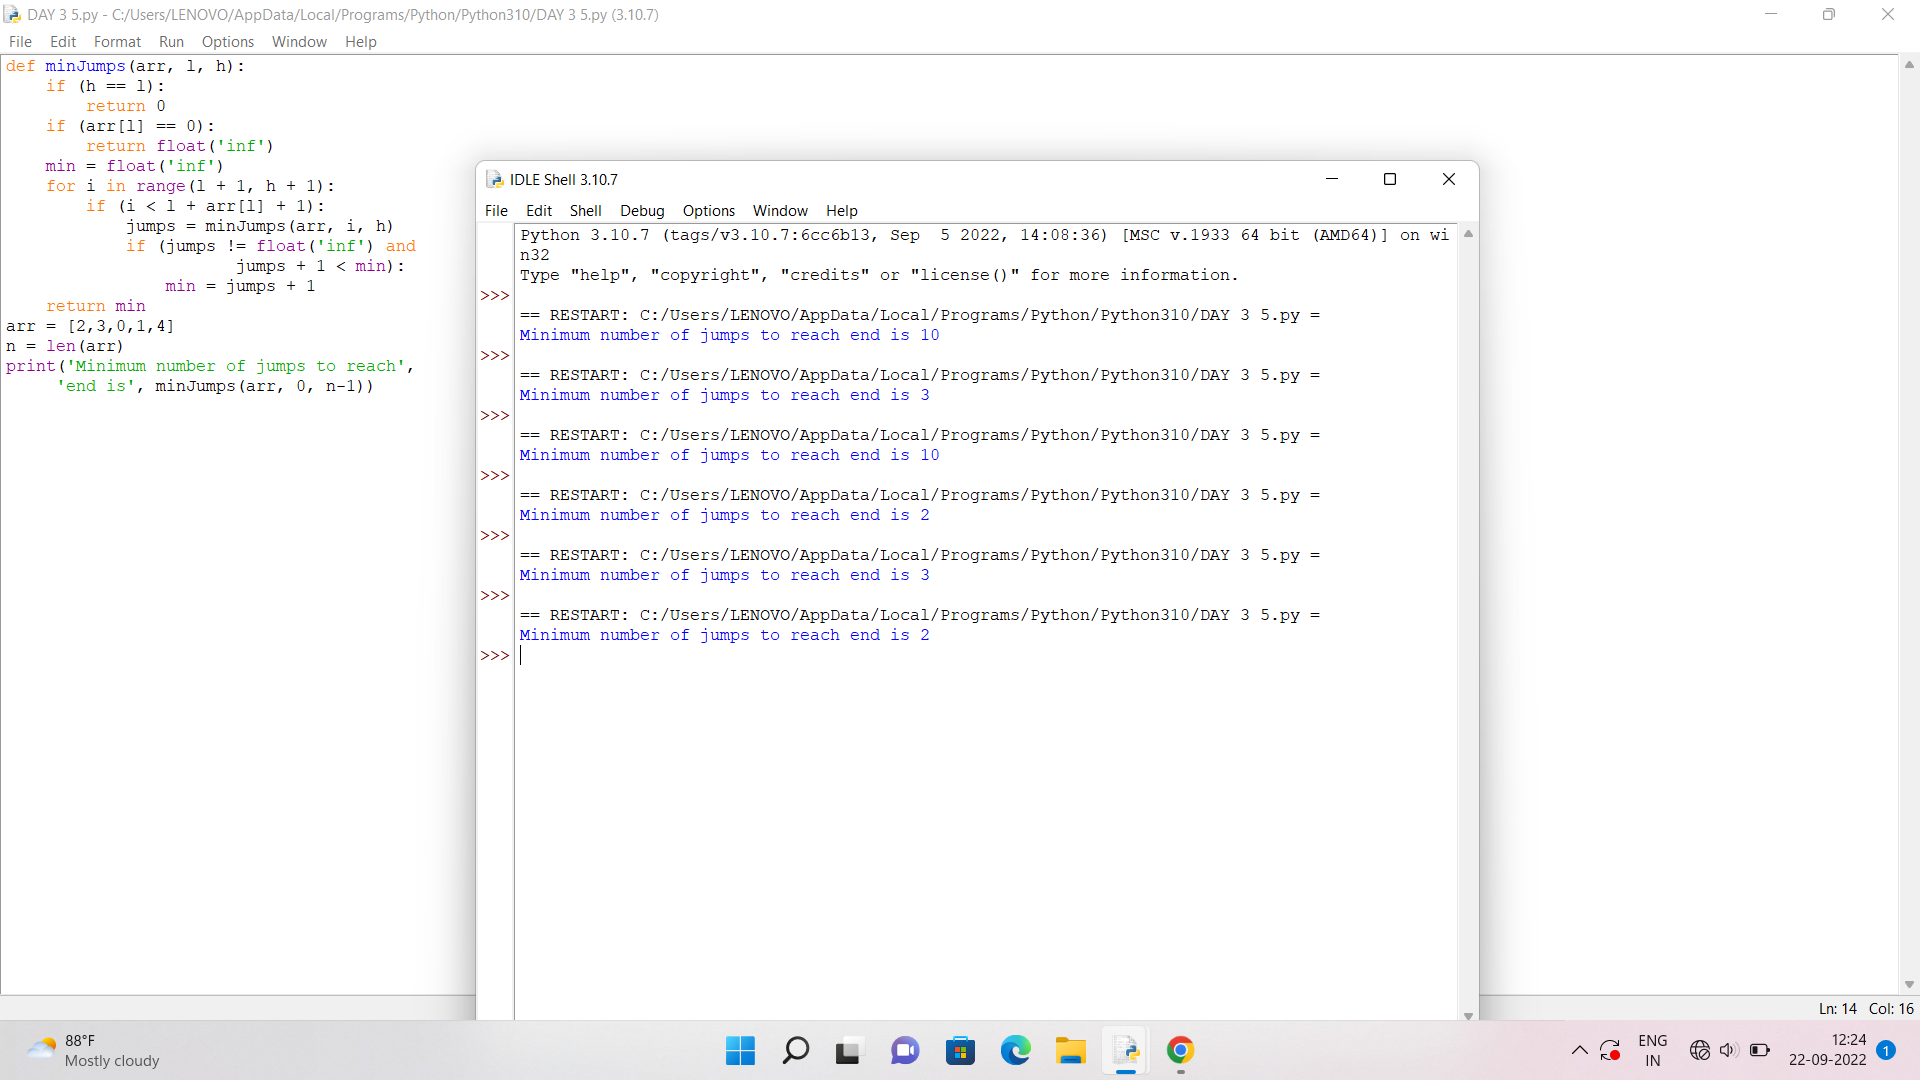 DAY 3 5.py - C:/Users/LENOVO/AppData/Local/Programs/Python/Python310/DAY 3 5.py (3.10.7)
File Edit Format Run Options Window Help
def minJumps(arr, l, h):
    if (h == l):
        return 0
    if (arr[l] == 0):
        return float('inf')
    min = float('inf')
    for i in range(l + 1, h + 1):
        if (i < l + arr[l] + 1):
            jumps = minJumps(arr, i, h)
            if (jumps != float('inf') and
                       jumps + 1 < min):
                min = jumps + 1
    return min
arr = [2,3,0,1,4]
n = len(arr)
print('Minimum number of jumps to reach',
     'end is', minJumps(arr, 0, n-1))
Ln: 14 Col: 16
IDLE Shell 3.10.7
File Edit Shell Debug Options Window Help
Python 3.10.7 (tags/v3.10.7:6cc6b13, Sep  5 2022, 14:08:36) [MSC v.1933 64 bit (AMD64)] on wi
n32
Type "help", "copyright", "credits" or "license()" for more information.
>>>
== RESTART: C:/Users/LENOVO/AppData/Local/Programs/Python/Python310/DAY 3 5.py =
Minimum number of jumps to reach end is 10
>>>
== RESTART: C:/Users/LENOVO/AppData/Local/Programs/Python/Python310/DAY 3 5.py =
Minimum number of jumps to reach end is 3
>>>
== RESTART: C:/Users/LENOVO/AppData/Local/Programs/Python/Python310/DAY 3 5.py =
Minimum number of jumps to reach end is 10
>>>
== RESTART: C:/Users/LENOVO/AppData/Local/Programs/Python/Python310/DAY 3 5.py =
Minimum number of jumps to reach end is 2
>>>
== RESTART: C:/Users/LENOVO/AppData/Local/Programs/Python/Python310/DAY 3 5.py =
Minimum number of jumps to reach end is 3
>>>
== RESTART: C:/Users/LENOVO/AppData/Local/Programs/Python/Python310/DAY 3 5.py =
Minimum number of jumps to reach end is 2
>>>
88°F
Mostly cloudy
ENG
IN
12:24
22-09-2022
1